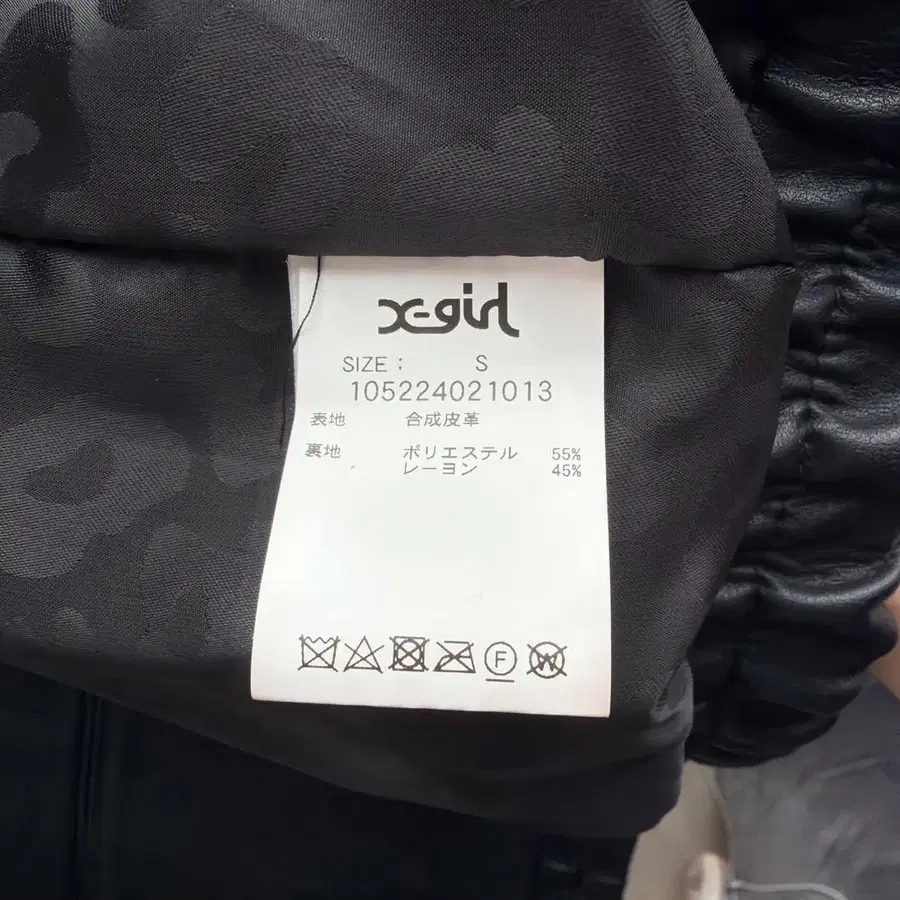 X-girl
SIZE : S
105224021013
表地 合成皮革
裏地 ポリエステル 55%
レーヨン 45%
F W